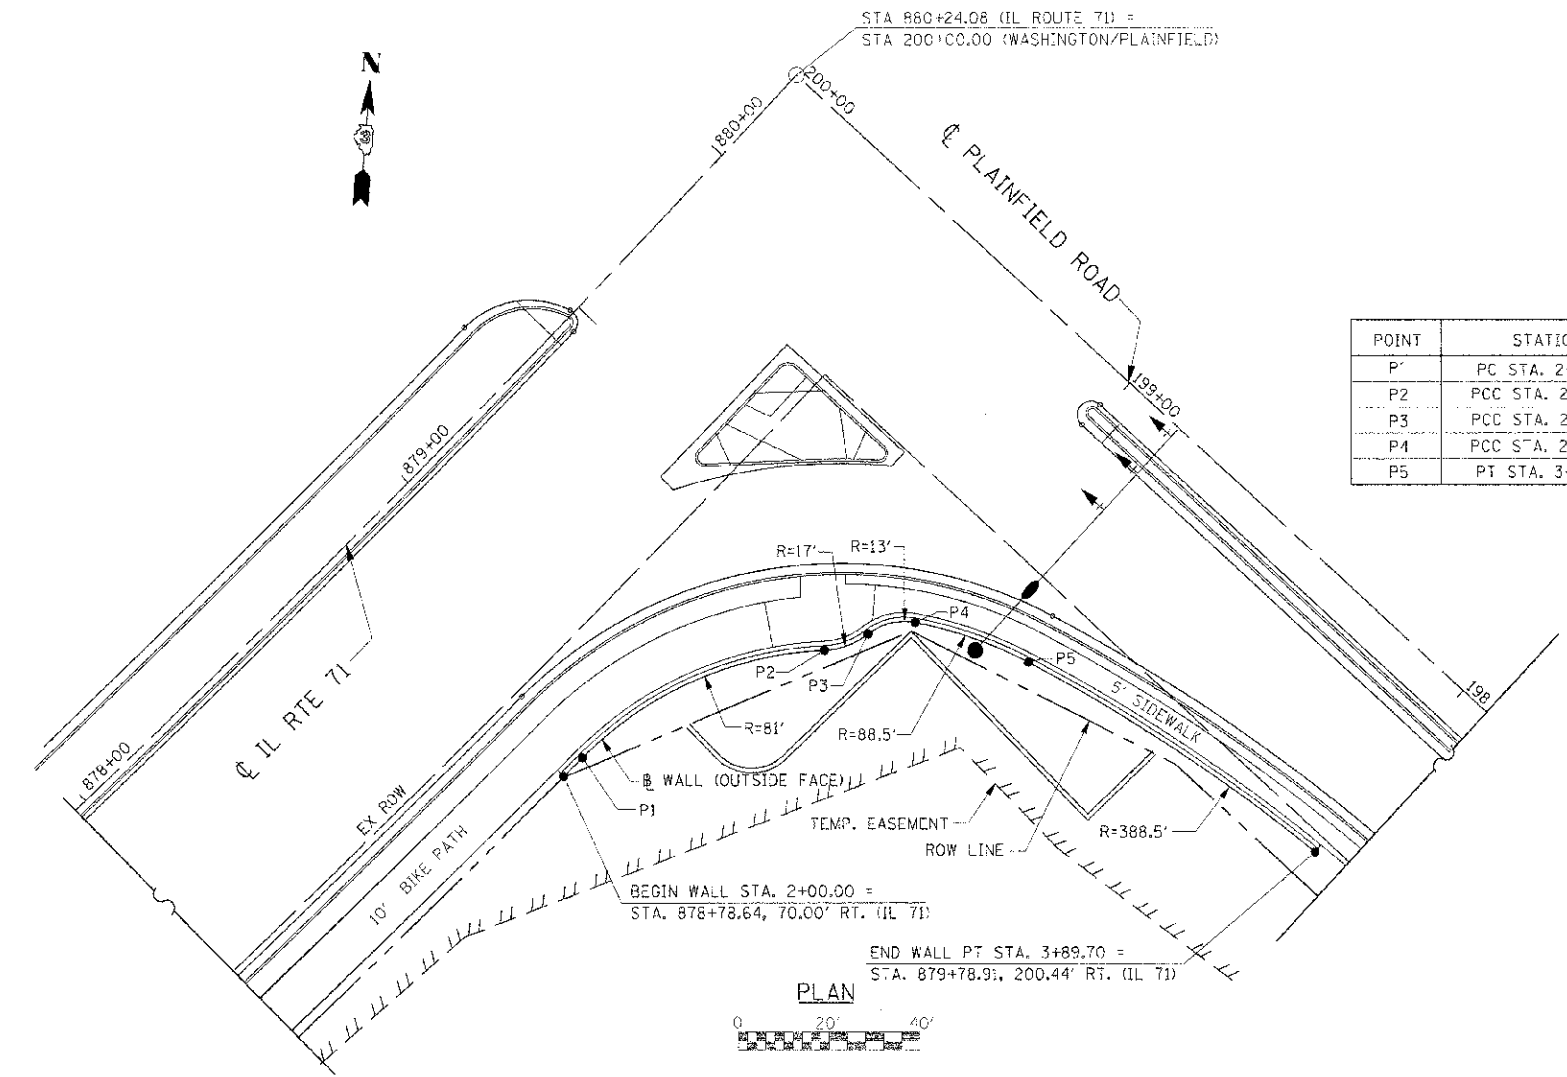 STA 880+24.08 (IL ROUTE 71) =
STA 200+00.00 (WASHINGTON/PLAINFIELD)
N
200+00
880+00
℄ PLAINFIELD ROAD
199+00
POINT STATIO
P1 PC STA. 2
P2 PCC STA. 2
P3 PCC STA. 2
P4 PCC STA. 2
P5 PT STA. 3
879+00
R=17'
R=13'
P4
P2
P3
P5
5' SIDEWALK
198
℄ IL RTE 71
R=81'
R=88.5'
878+00
℄ WALL (OUTSIDE FACE)
P1
EX ROW
10' BIKE PATH
TEMP. EASEMENT
ROW LINE
R=388.5'
BEGIN WALL STA. 2+00.00 =
STA. 878+78.64, 70.00' RT. (IL 71)
END WALL PT STA. 3+89.70 =
STA. 879+78.91, 200.44' RT. (IL 71)
PLAN
0 20' 40'